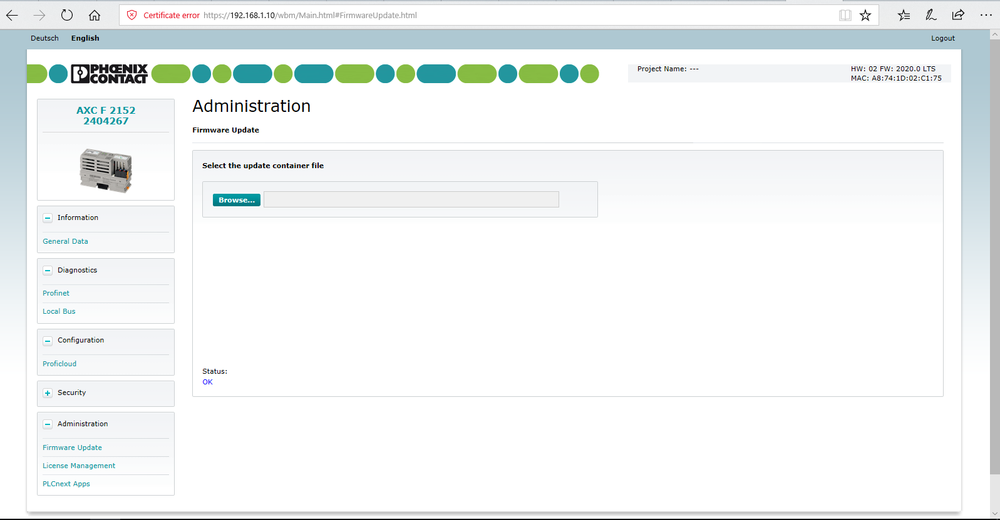 Certificate error https://192.168.1.10/wbm/Main.html#FirmwareUpdate.html
Deutsch English Logout
PHŒNIX
CONTACT
Project Name: --- HW: 02 FW: 2020.0 LTS
MAC: A8:74:1D:02:C1:75
AXC F 2152
2404267
Information
General Data
Diagnostics
Profinet
Local Bus
Configuration
Proficloud
Security
Administration
Firmware Update
License Management
PLCnext Apps
Administration
Firmware Update
Select the update container file
Browse...
Status:
OK